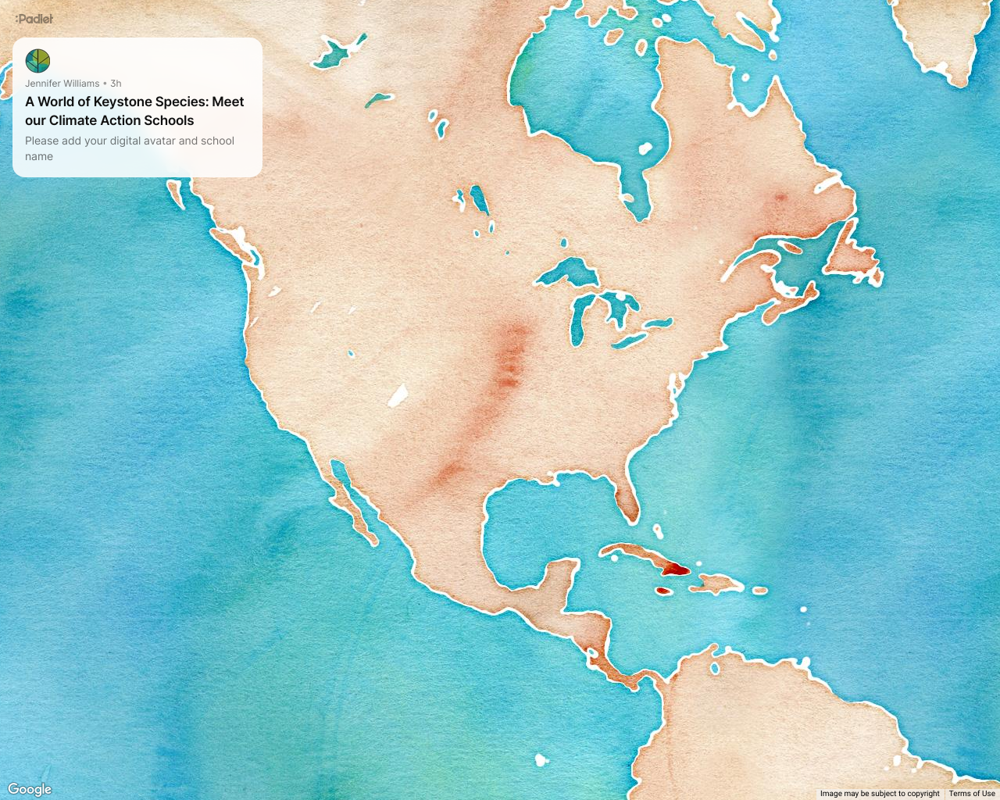 :Padlet
Jennifer Williams • 3h
A World of Keystone Species: Meet
our Climate Action Schools
Please add your digital avatar and school
name
Google
Image may be subject to copyright
Terms of Use